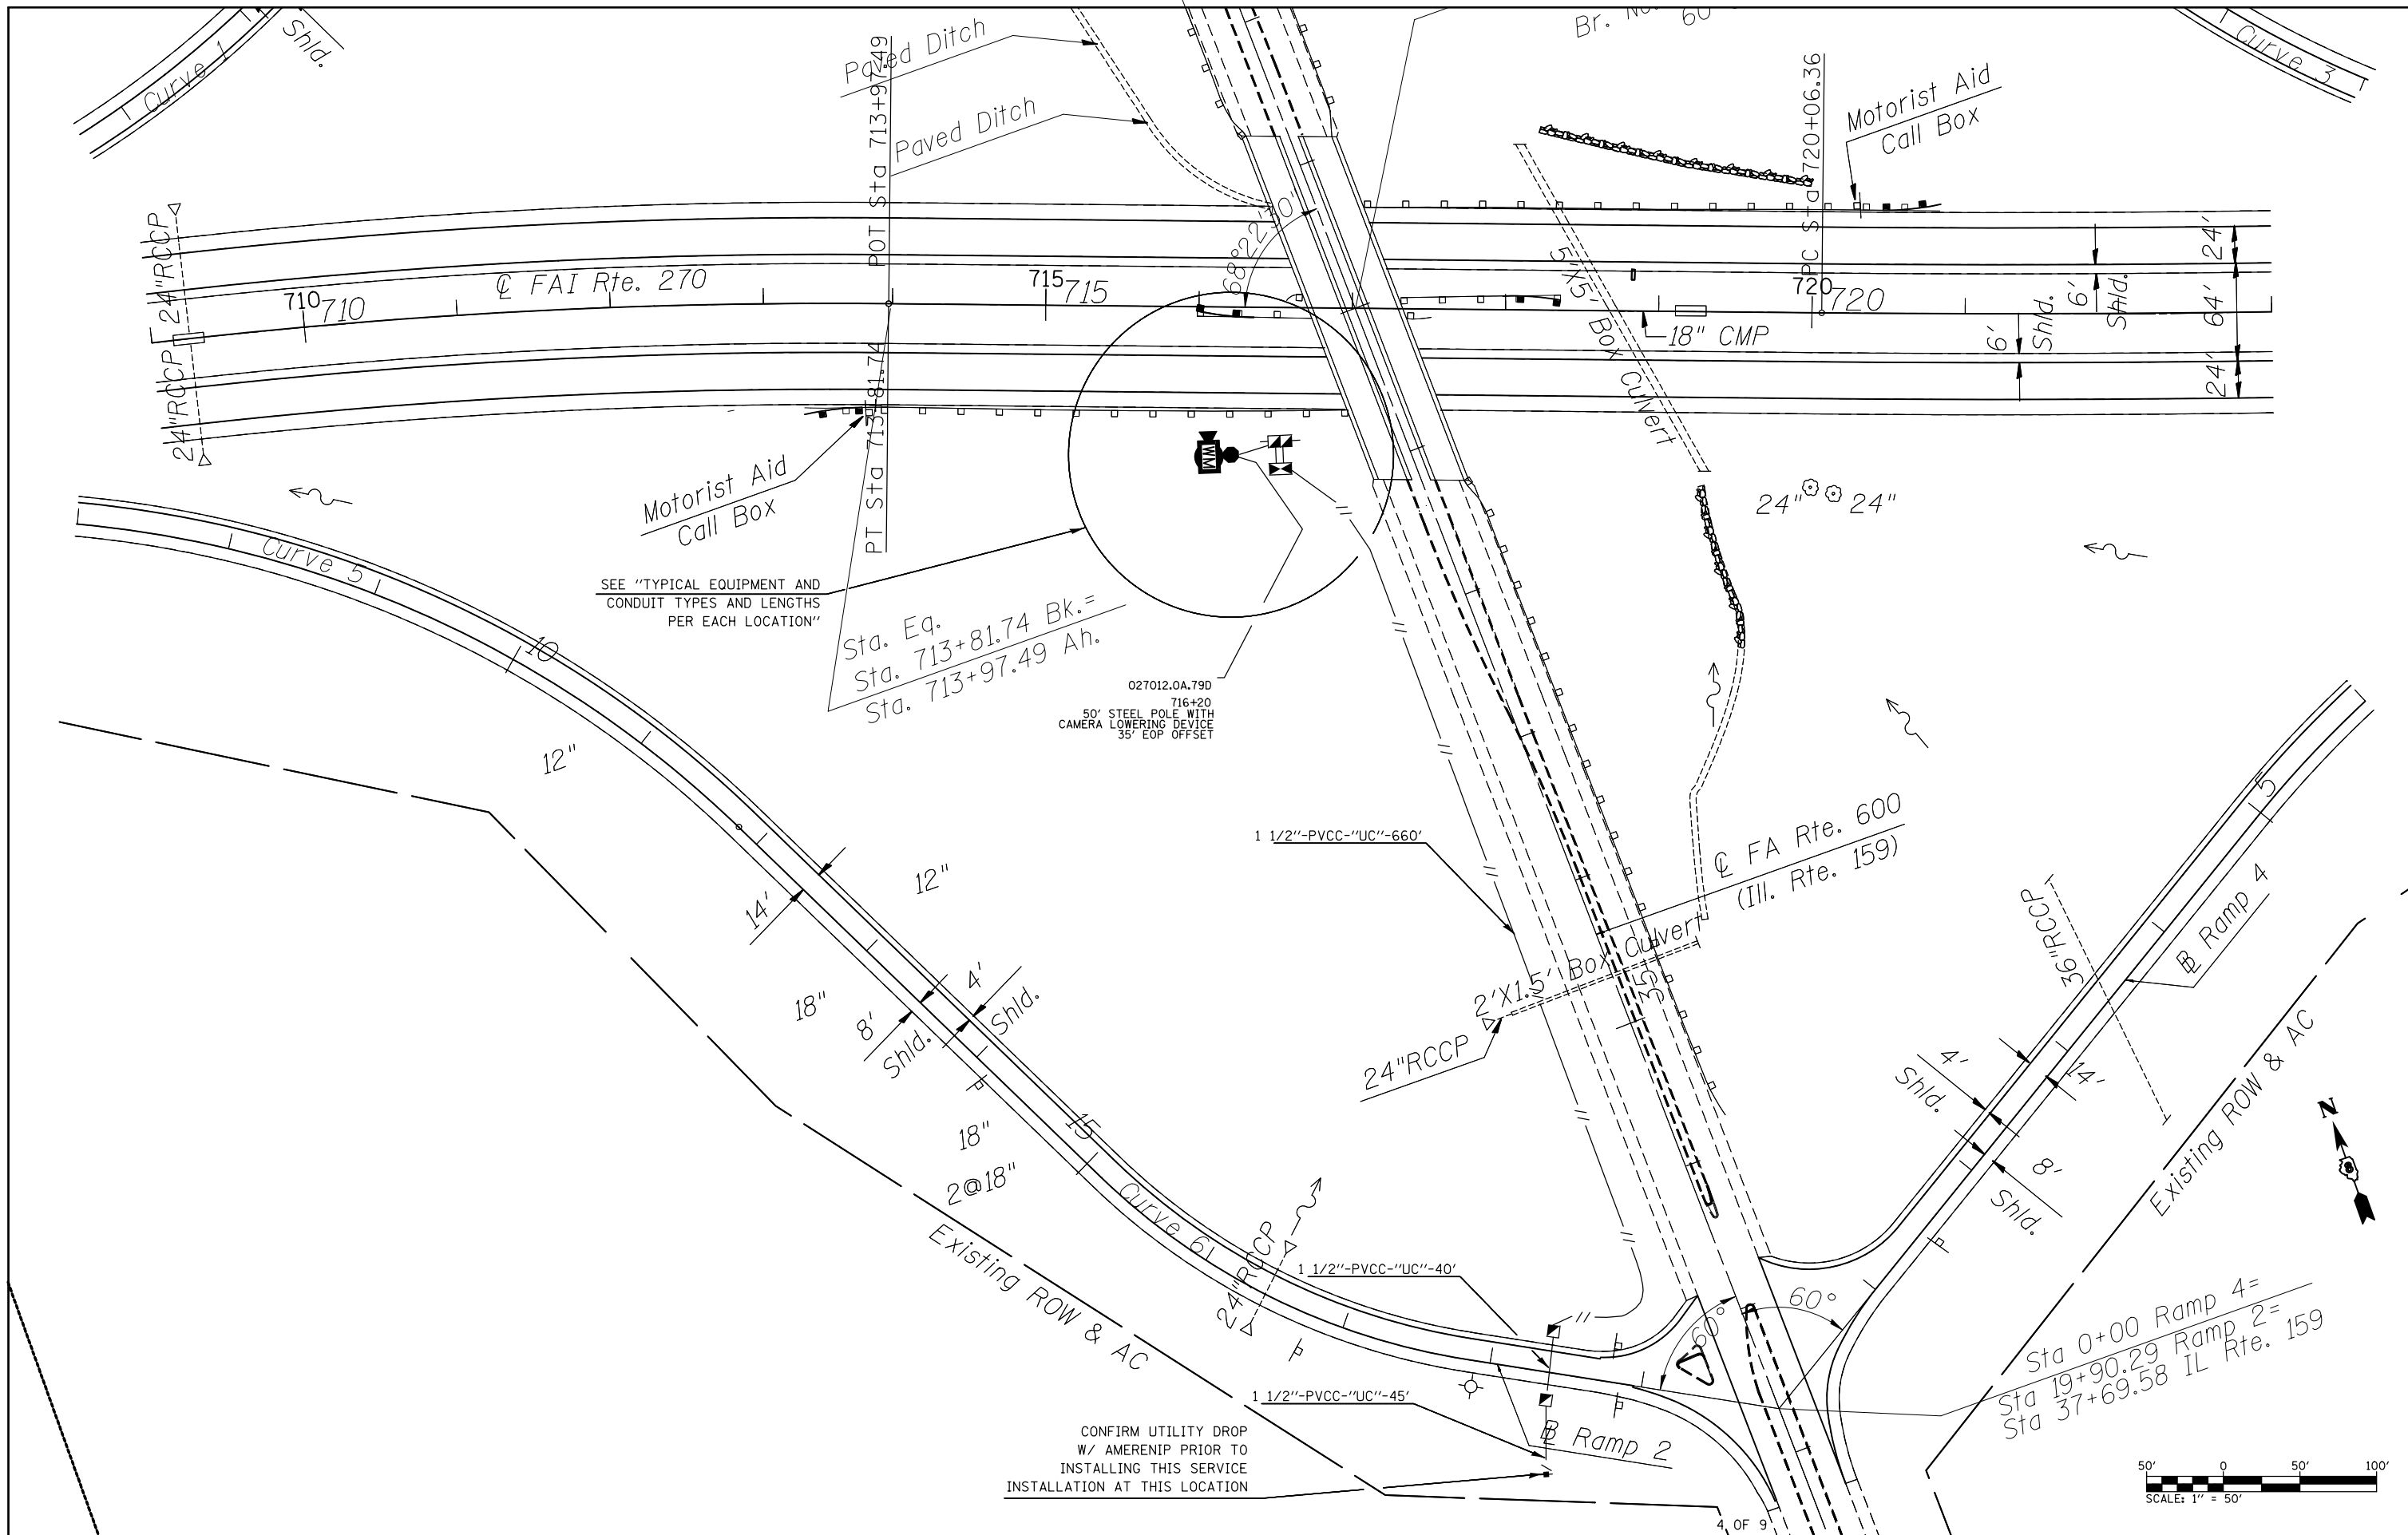 Curve 1
Shld.
Paved Ditch
Paved Ditch
Br. No.
60
Curve 3
Motorist Aid
Call Box
POT Sta 713+97.49
PC Sta 720+06.36
24"RCCP
24"RCCP
710
710
℄ FAI Rte. 270
715
715
68°22'
5'X5' Box Culvert
720
720
18" CMP
6'
Shld.
6'
Shld.
24'
64'
24'
PT Sta 713+81.74
Motorist Aid
Call Box
WM
24"
24"
Curve 5
SEE "TYPICAL EQUIPMENT AND
CONDUIT TYPES AND LENGTHS
PER EACH LOCATION"
Sta. Eq.
Sta. 713+81.74 Bk.=
Sta. 713+97.49 Ah.
027012.0A.79D
716+20
50' STEEL POLE WITH
CAMERA LOWERING DEVICE
35' EOP OFFSET
10
12"
12"
14'
1 1/2"-PVCC-"UC"-660'
℄ FA Rte. 600
(Ill. Rte. 159)
2'X1.5' Box Culvert
35
24"RCCP
5
36"RCCP
Ramp 4
4'
Shld.
18"
8'
Shld.
4'
Shld.
14'
8'
Shld.
Existing ROW & AC
N
15
18"
2@18"
Curve 6
24"RCCP
Existing ROW & AC
1 1/2"-PVCC-"UC"-40'
60°
60°
Sta 0+00 Ramp 4=
Sta 19+90.29 Ramp 2=
Sta 37+69.58 IL Rte. 159
1 1/2"-PVCC-"UC"-45'
Ramp 2
CONFIRM UTILITY DROP
W/ AMERENIP PRIOR TO
INSTALLING THIS SERVICE
INSTALLATION AT THIS LOCATION
50' 0 50' 100'
SCALE: 1" = 50'
4 OF 9